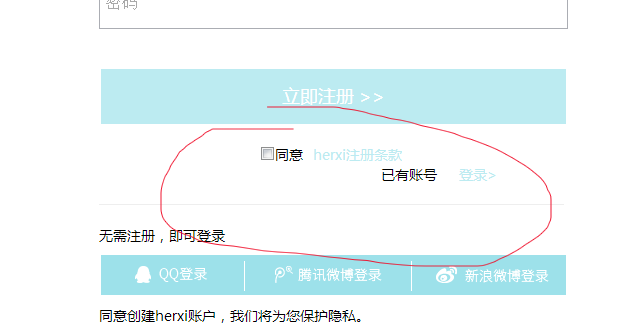 密码
立即注册 >>
同意 herxi注册条款
已有账号 登录>
无需注册，即可登录
QQ登录 腾讯微博登录 新浪微博登录
同意创建herxi账户，我们将为您保护隐私。